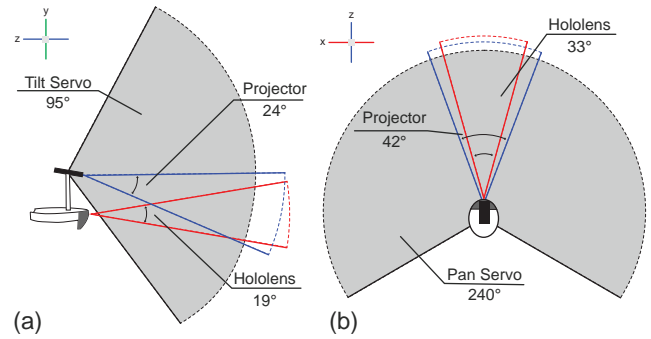 y
z
Tilt Servo
95°
Projector
24°
Hololens
19°
(a)
z
x
Hololens
33°
Projector
42°
Pan Servo
240°
(b)